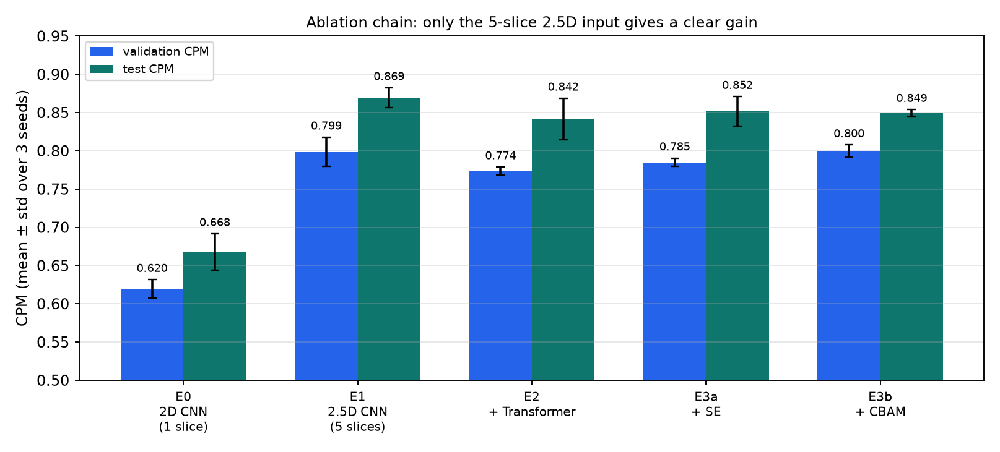 Ablation chain: only the 5-slice 2.5D input gives a clear gain
validation CPM
test CPM
CPM (mean ± std over 3 seeds)
0.95
0.90
0.85
0.80
0.75
0.70
0.65
0.60
0.55
0.50
0.620
0.668
0.799
0.869
0.774
0.842
0.785
0.852
0.800
0.849
E0
2D CNN
(1 slice)
E1
2.5D CNN
(5 slices)
E2
+ Transformer
E3a
+ SE
E3b
+ CBAM